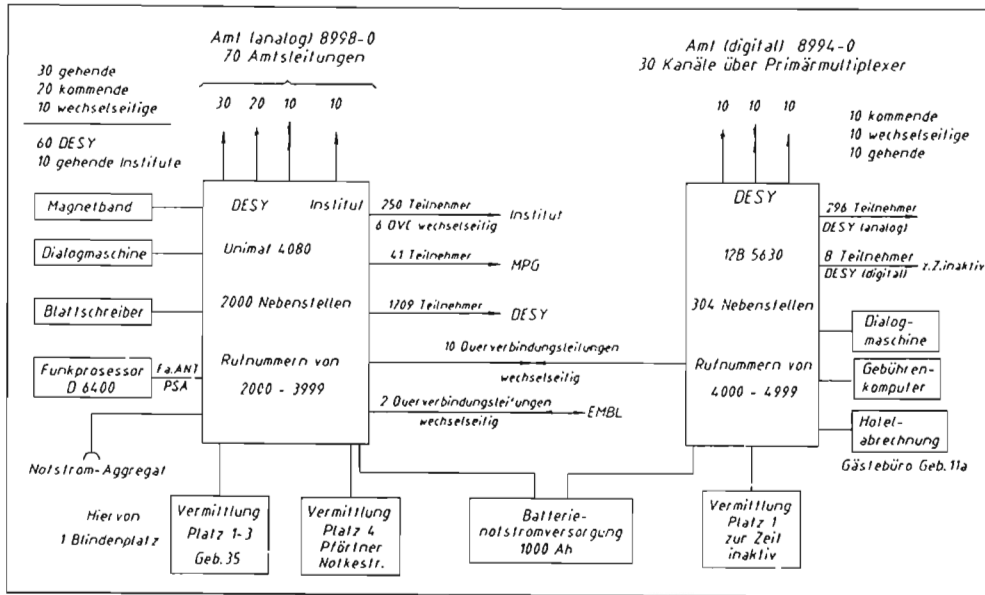 Amt (analog) 8998-0
70 Amtsleitungen
30 gehende
20 kommende
10 wechselseitige
60 DESY
10 gehende Institute
30 20 10 10
Magnetband
Dialogmaschine
Blattschreiber
Funkprosessor
D 6400
Fa. ANT
PSA
Notstrom-Aggregat
DESY Institut
Unimat 4080
2000 Nebenstellen
Rufnummern von
2000 - 3999
250 Teilnehmer
6 QVL wechselseitig
Institut
41 Teilnehmer
MPG
1709 Teilnehmer
DESY
10 Querverbindungsleitungen
wechselseitig
2 Querverbindungsleitungen
wechselseitig
EMBL
Hiervon
1 Blindenplatz
Vermittlung
Platz 1-3
Geb. 35
Vermittlung
Platz 4
Pförtner
Notkestr.
Batterie-
notstromversorgung
1000 Ah
Amt (digital) 8994-0
30 Kanäle über Primärmultiplexer
10 10 10
10 kommende
10 wechselseitige
10 gehende
DESY
12B 5630
304 Nebenstellen
Rufnummern von
4000 - 4999
296 Teilnehmer
DESY (analog)
8 Teilnehmer
DESY (digital)
z.Z. inaktiv
Dialog-
maschine
Gebühren-
komputer
Hotel-
abrechnung
Gästebüro Geb. 11a
Vermittlung
Platz 1
zur Zeit
inaktiv